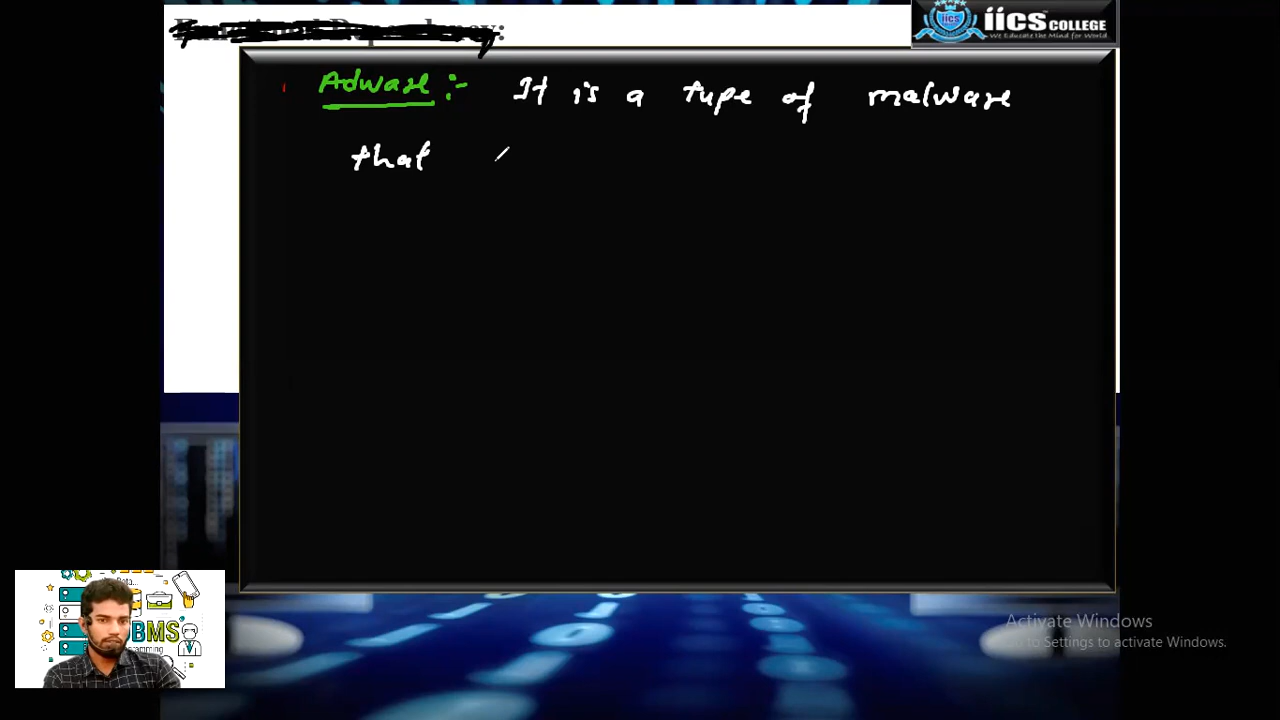 iics COLLEGE
We Educate the Mind for World
Adware :- It is a type of malware
that
BMS
Activate Windows
Go to Settings to activate Windows.